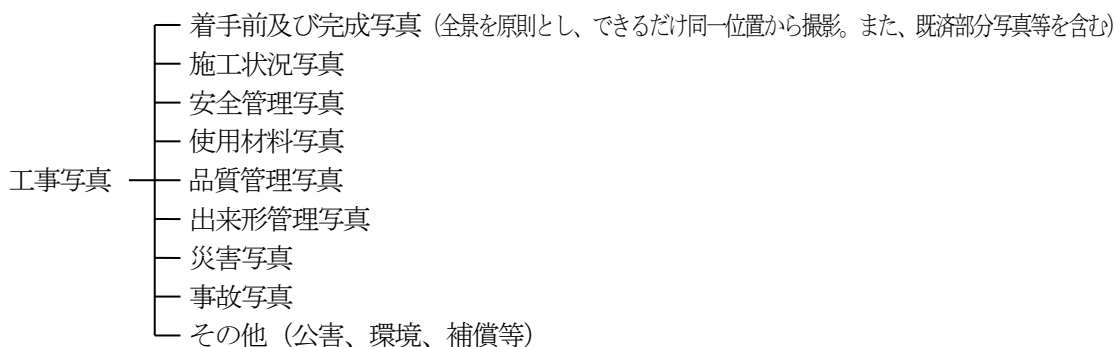 着手前及び完成写真（全景を原則とし、できるだけ同一位置から撮影。また、既済部分写真等を含む）
施工状況写真
安全管理写真
使用材料写真
工事写真
品質管理写真
出来形管理写真
災害写真
事故写真
その他（公害、環境、補償等）